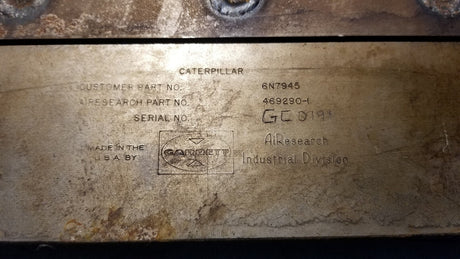 CATERPILLAR
CUSTOMER PART NO. 6N7945
AIRESEARCH PART NO. 469290-1
SERIAL NO.
MADE IN THE
U.S.A. BY
GARRETT
AiResearch
Industrial Division